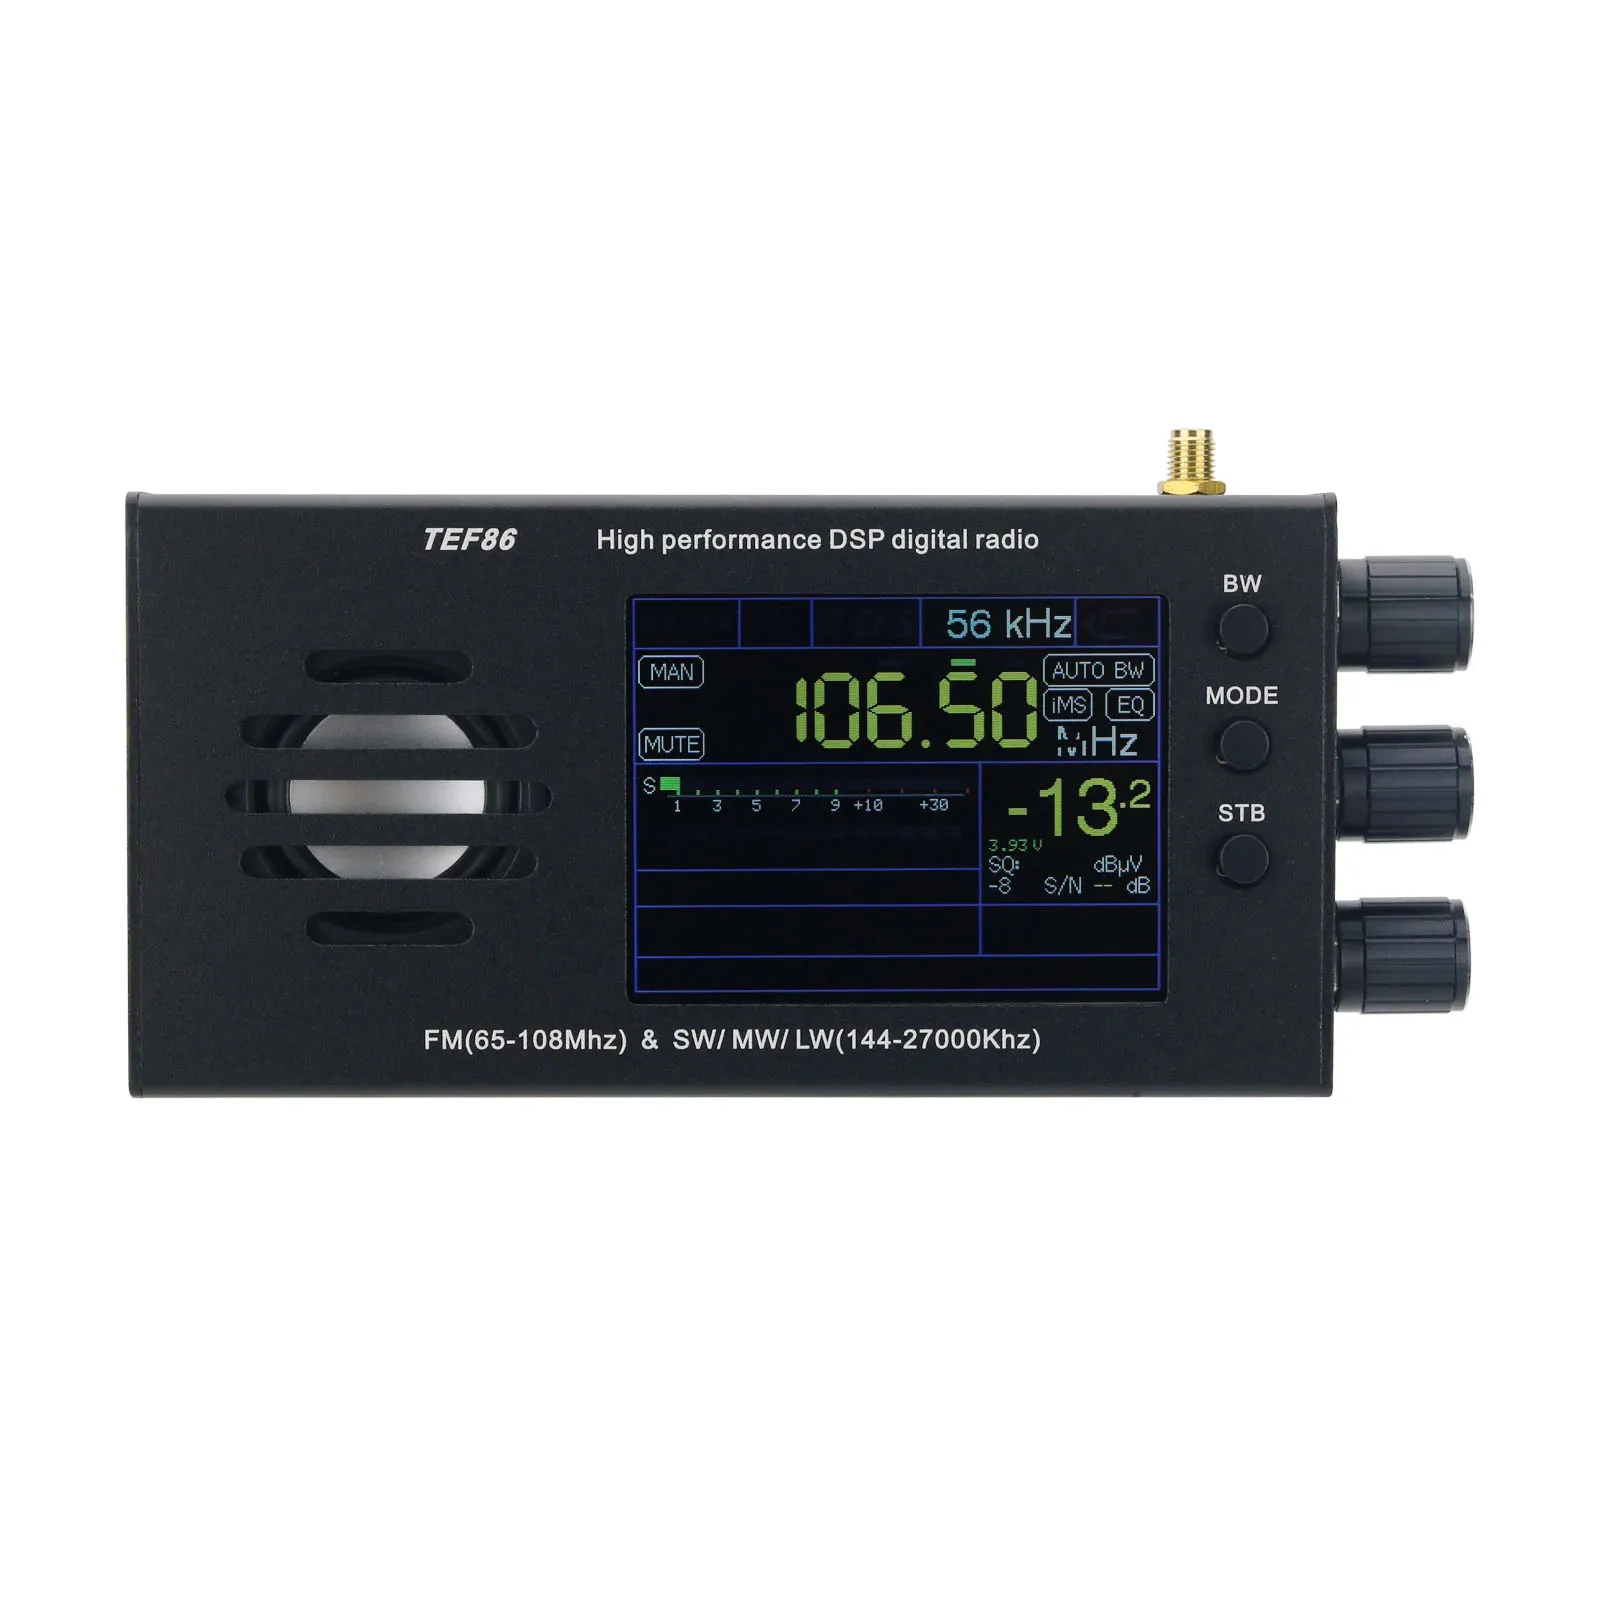 TEF86 High performance DSP digital radio
BW
56 kHz
MAN
106.50
AUTO BW
iMS EQ
MHz
MUTE
MODE
S
1 3 5 7 9 +10 +30
-13.2
3.93 V
SQ: dBµV
-8 S/N -- dB
STB
FM(65-108Mhz) & SW/ MW/ LW(144-27000Khz)